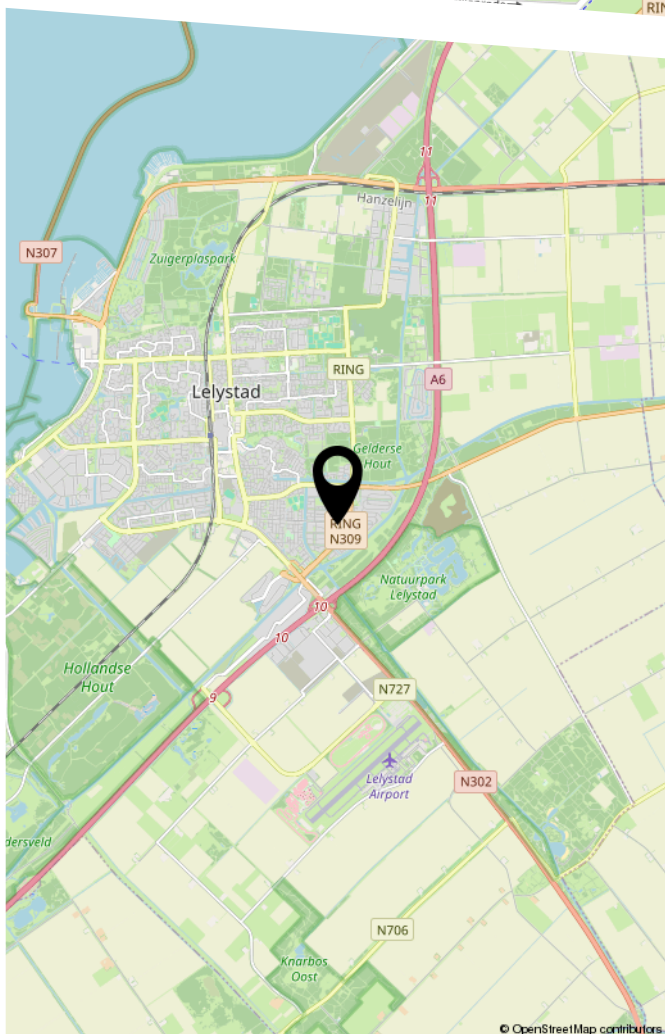 RIN
11
11
Hanzelijn
N307
Zuigerplaspark
RING
A6
Lelystad
Gelderse
Hout
RING
N309
Natuurpark
Lelystad
10
10
Hollandse
Hout
9
N727
Lelystad
Airport
N302
dersveld
N706
Knarbos
Oost
© OpenStreetMap contributors